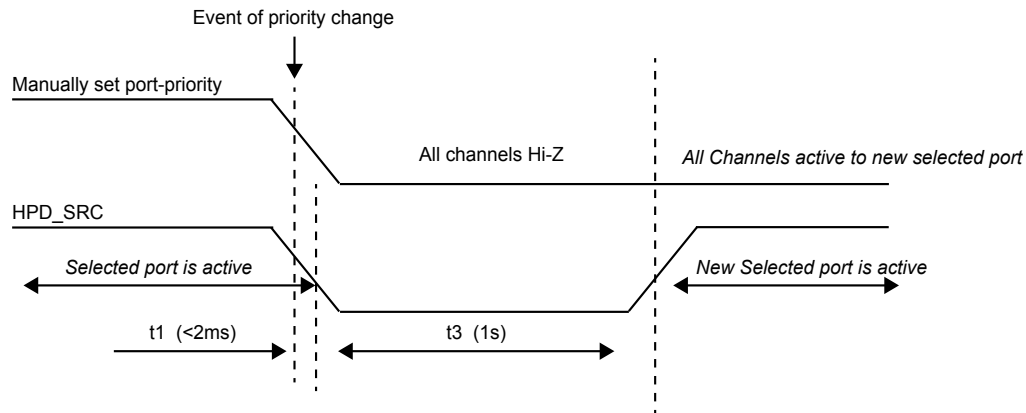 Event of priority change
Manually set port-priority
All channels Hi-Z
All Channels active to new selected port
HPD_SRC
Selected port is active
New Selected port is active
t1 (<2ms)
t3 (1s)